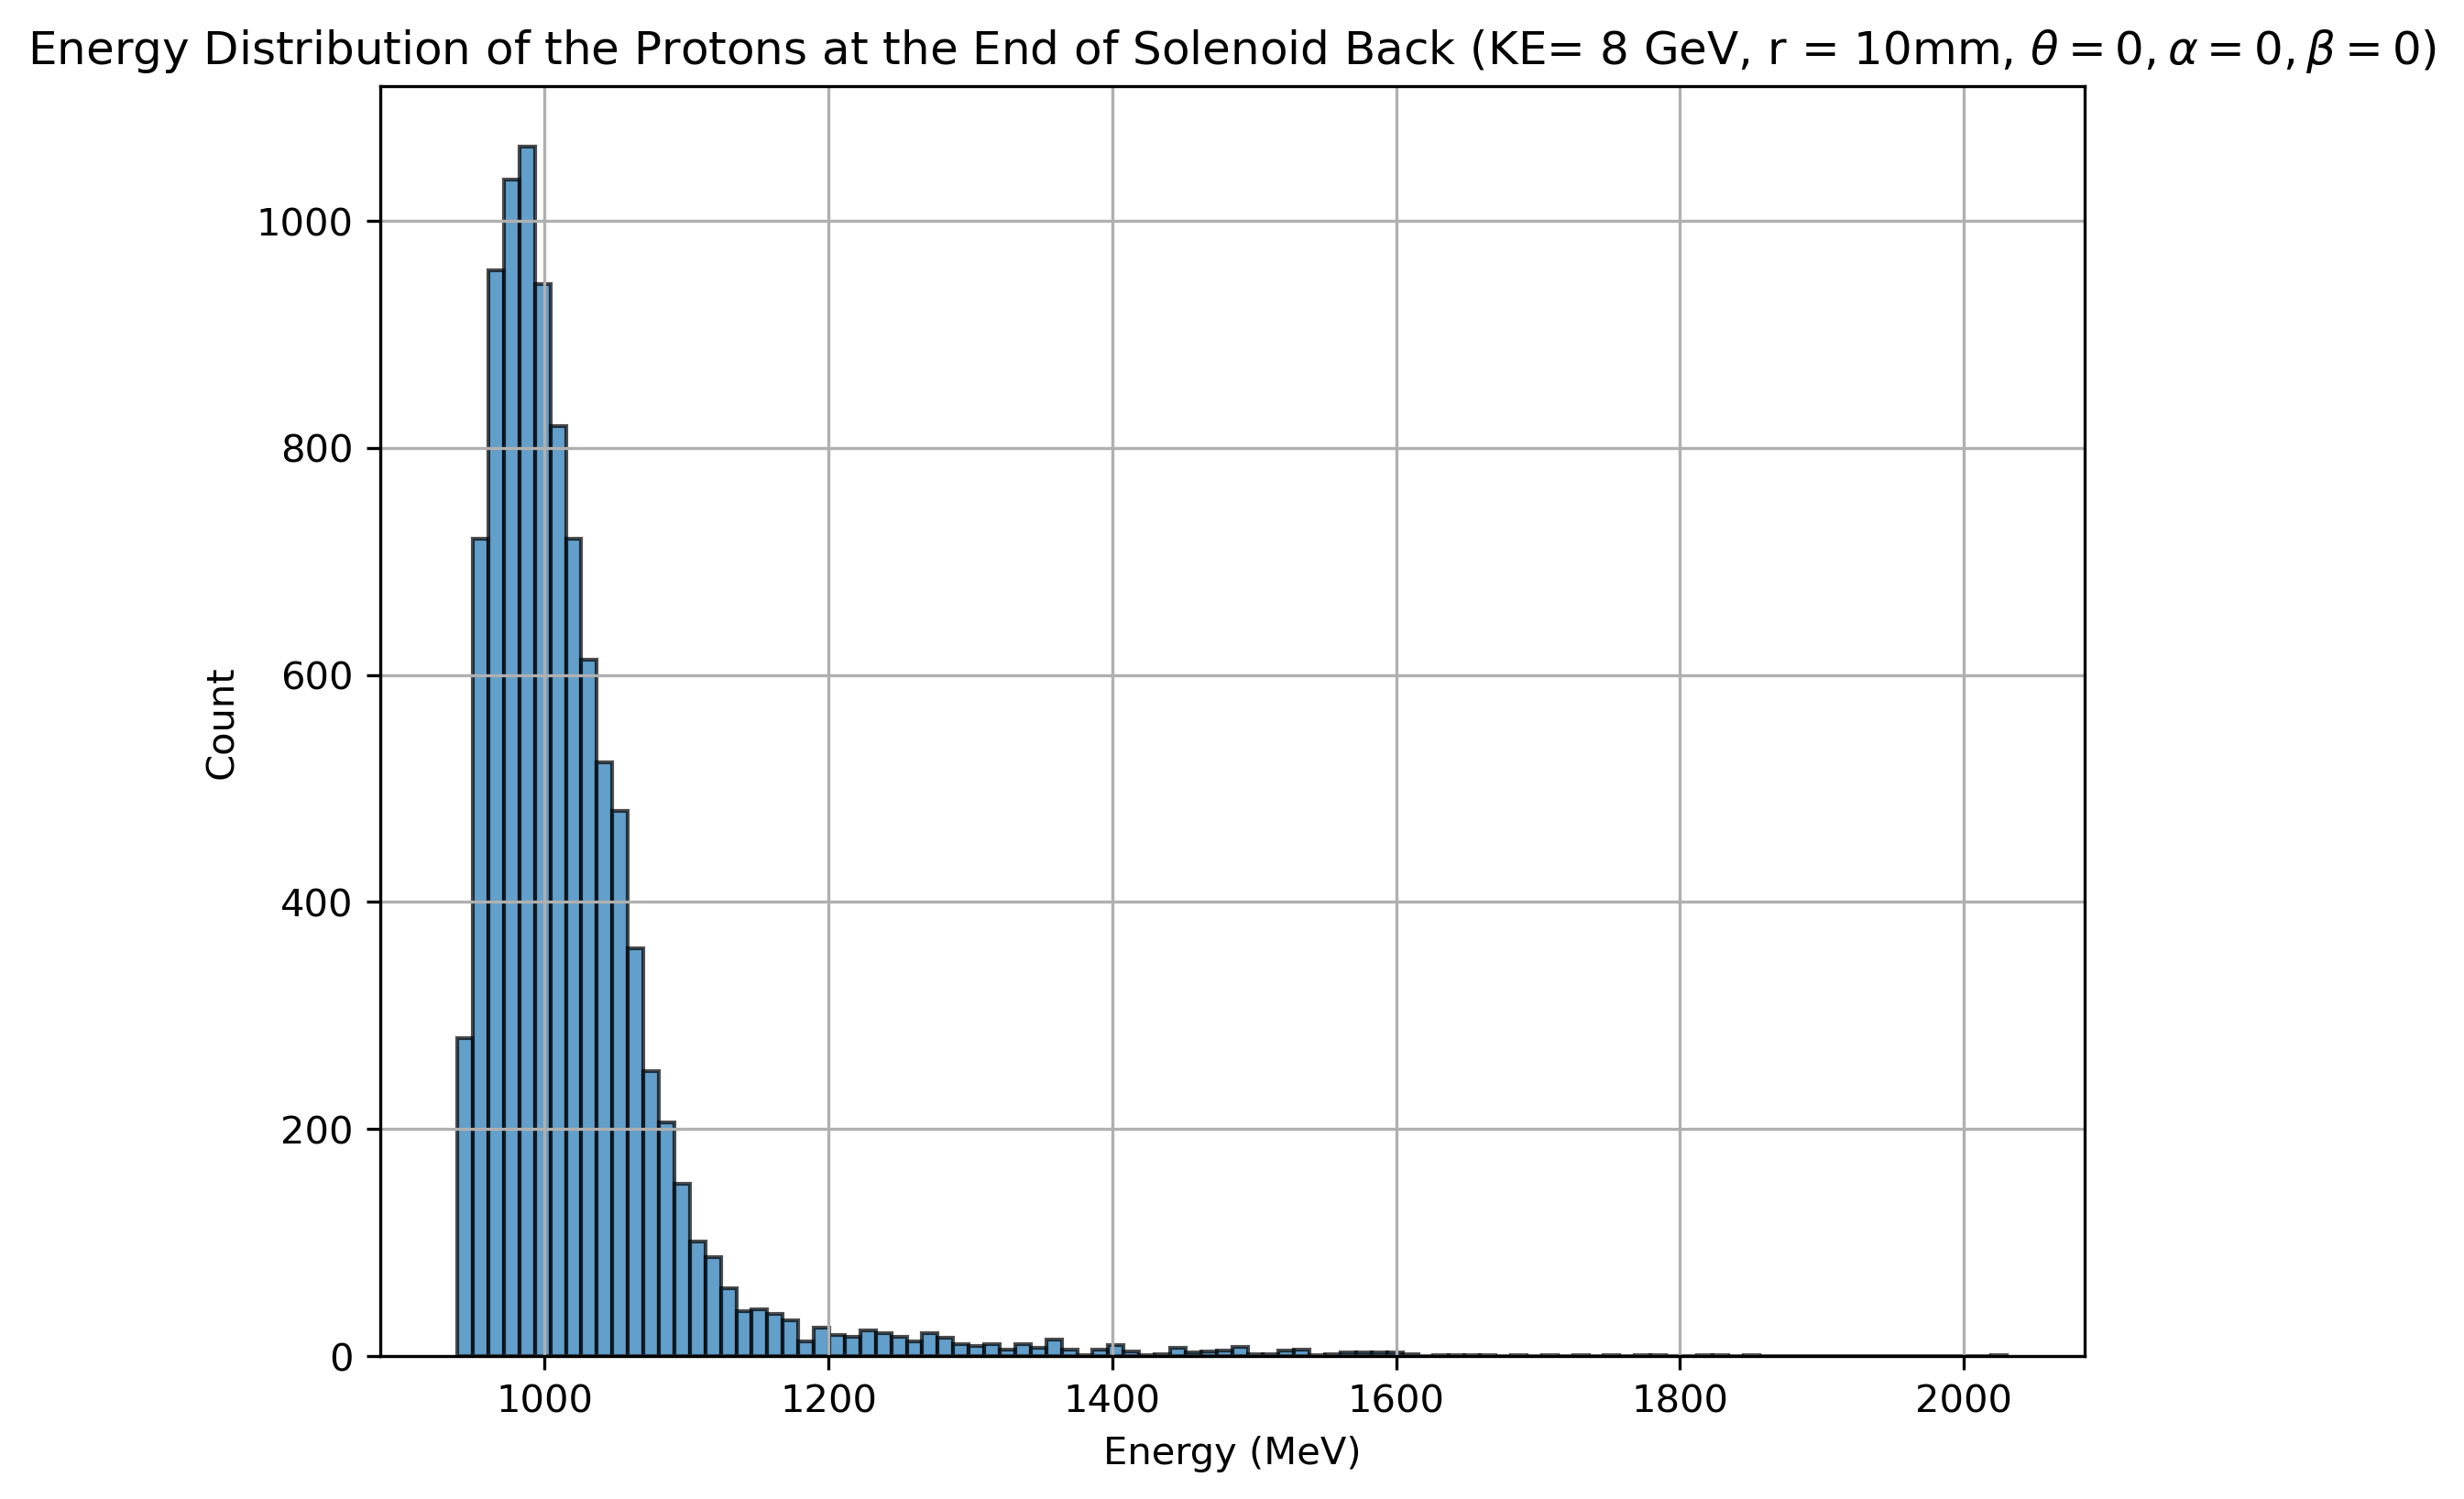 Energy Distribution of the Protons at the End of Solenoid Back (KE= 8 GeV, r = 10mm, θ = 0, α = 0, β = 0)
1000
800
600
400
200
0
Count
1000 1200 1400 1600 1800 2000
Energy (MeV)